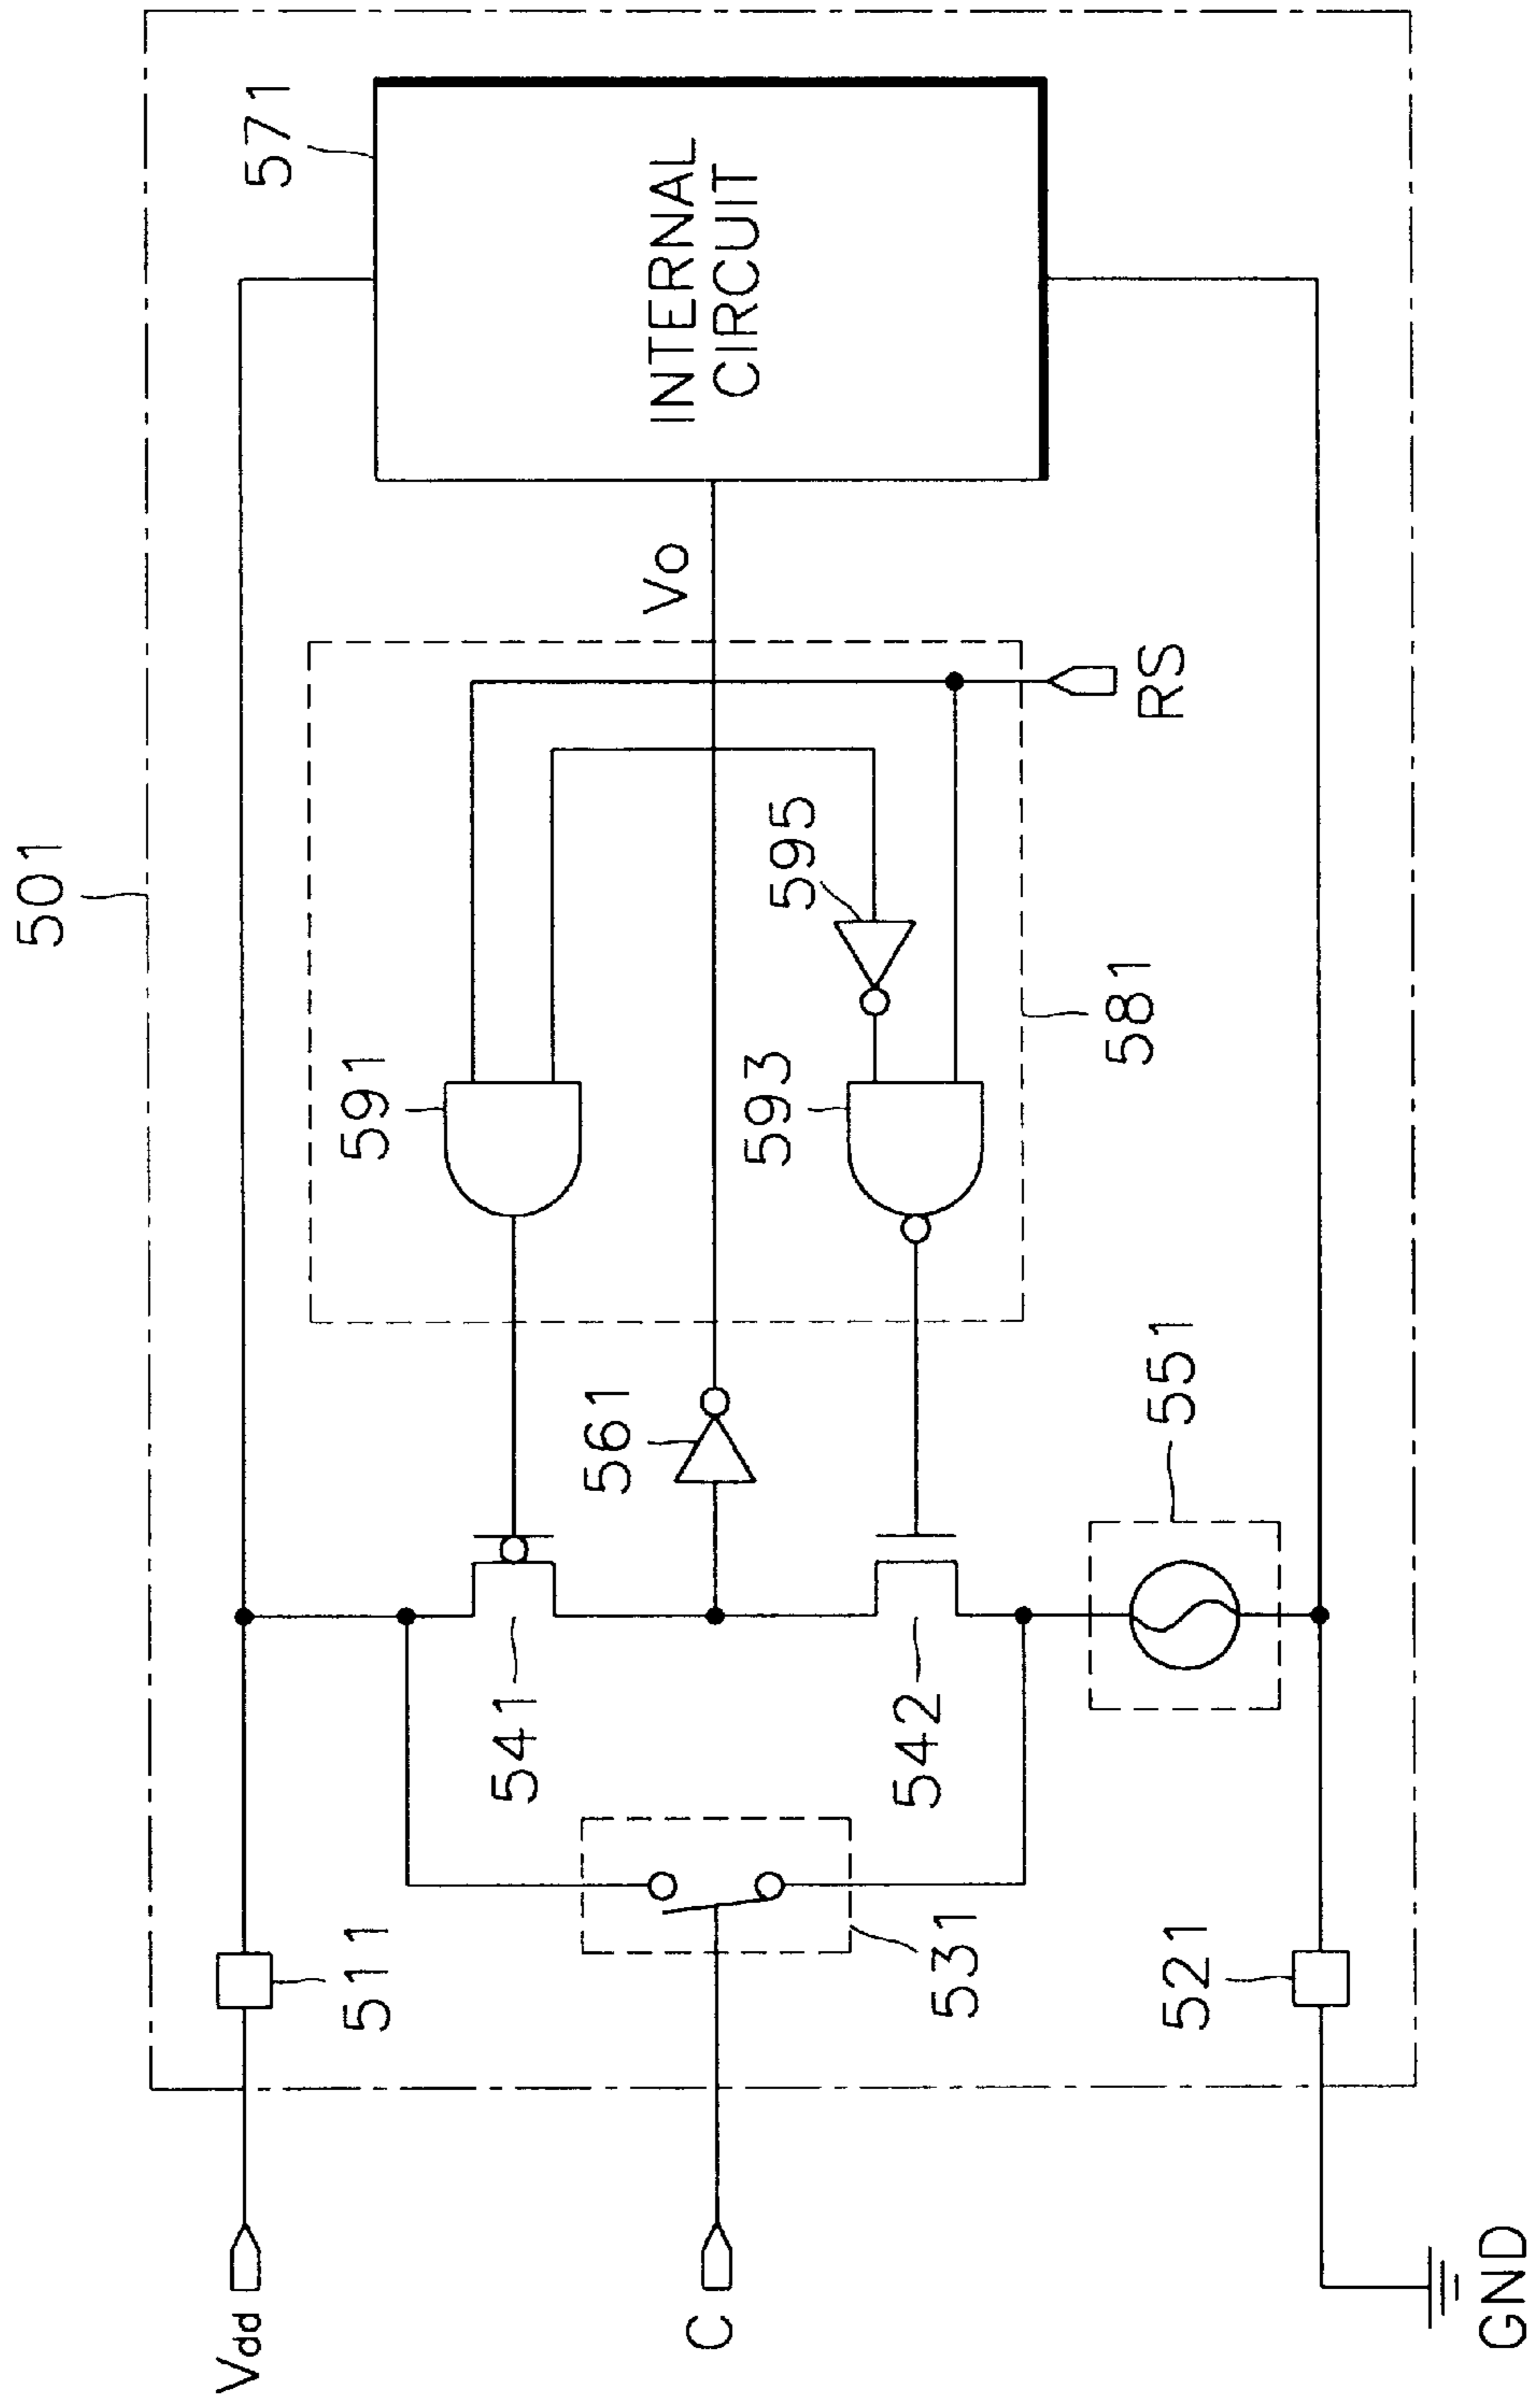 501
571
INTERNAL
CIRCUIT
Vo
RS
591
593
595
581
561
551
541
542
531
511
521
Vdd
C
GND